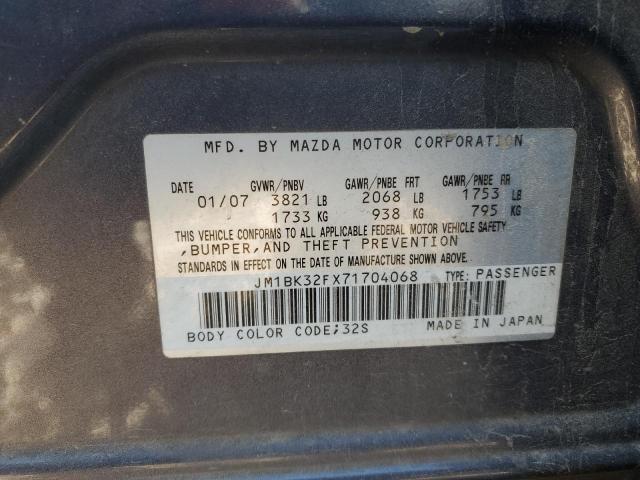 MFD. BY MAZDA MOTOR CORPORATION
DATE GVWR/PNBV GAWR/PNBE FRT GAWR/PNBE RR
01/07 3821 LB 2068 LB 1753 LB
1733 KG 938 KG 795 KG
THIS VEHICLE CONFORMS TO ALL APPLICABLE FEDERAL MOTOR VEHICLE SAFETY
,BUMPER,AND THEFT PREVENTION
STANDARDS IN EFFECT ON THE DATE OF MANUFACTURE SHOWN ABOVE.
JM1BK32FX71704068 TYPE: PASSENGER
BODY COLOR CODE;32S MADE IN JAPAN